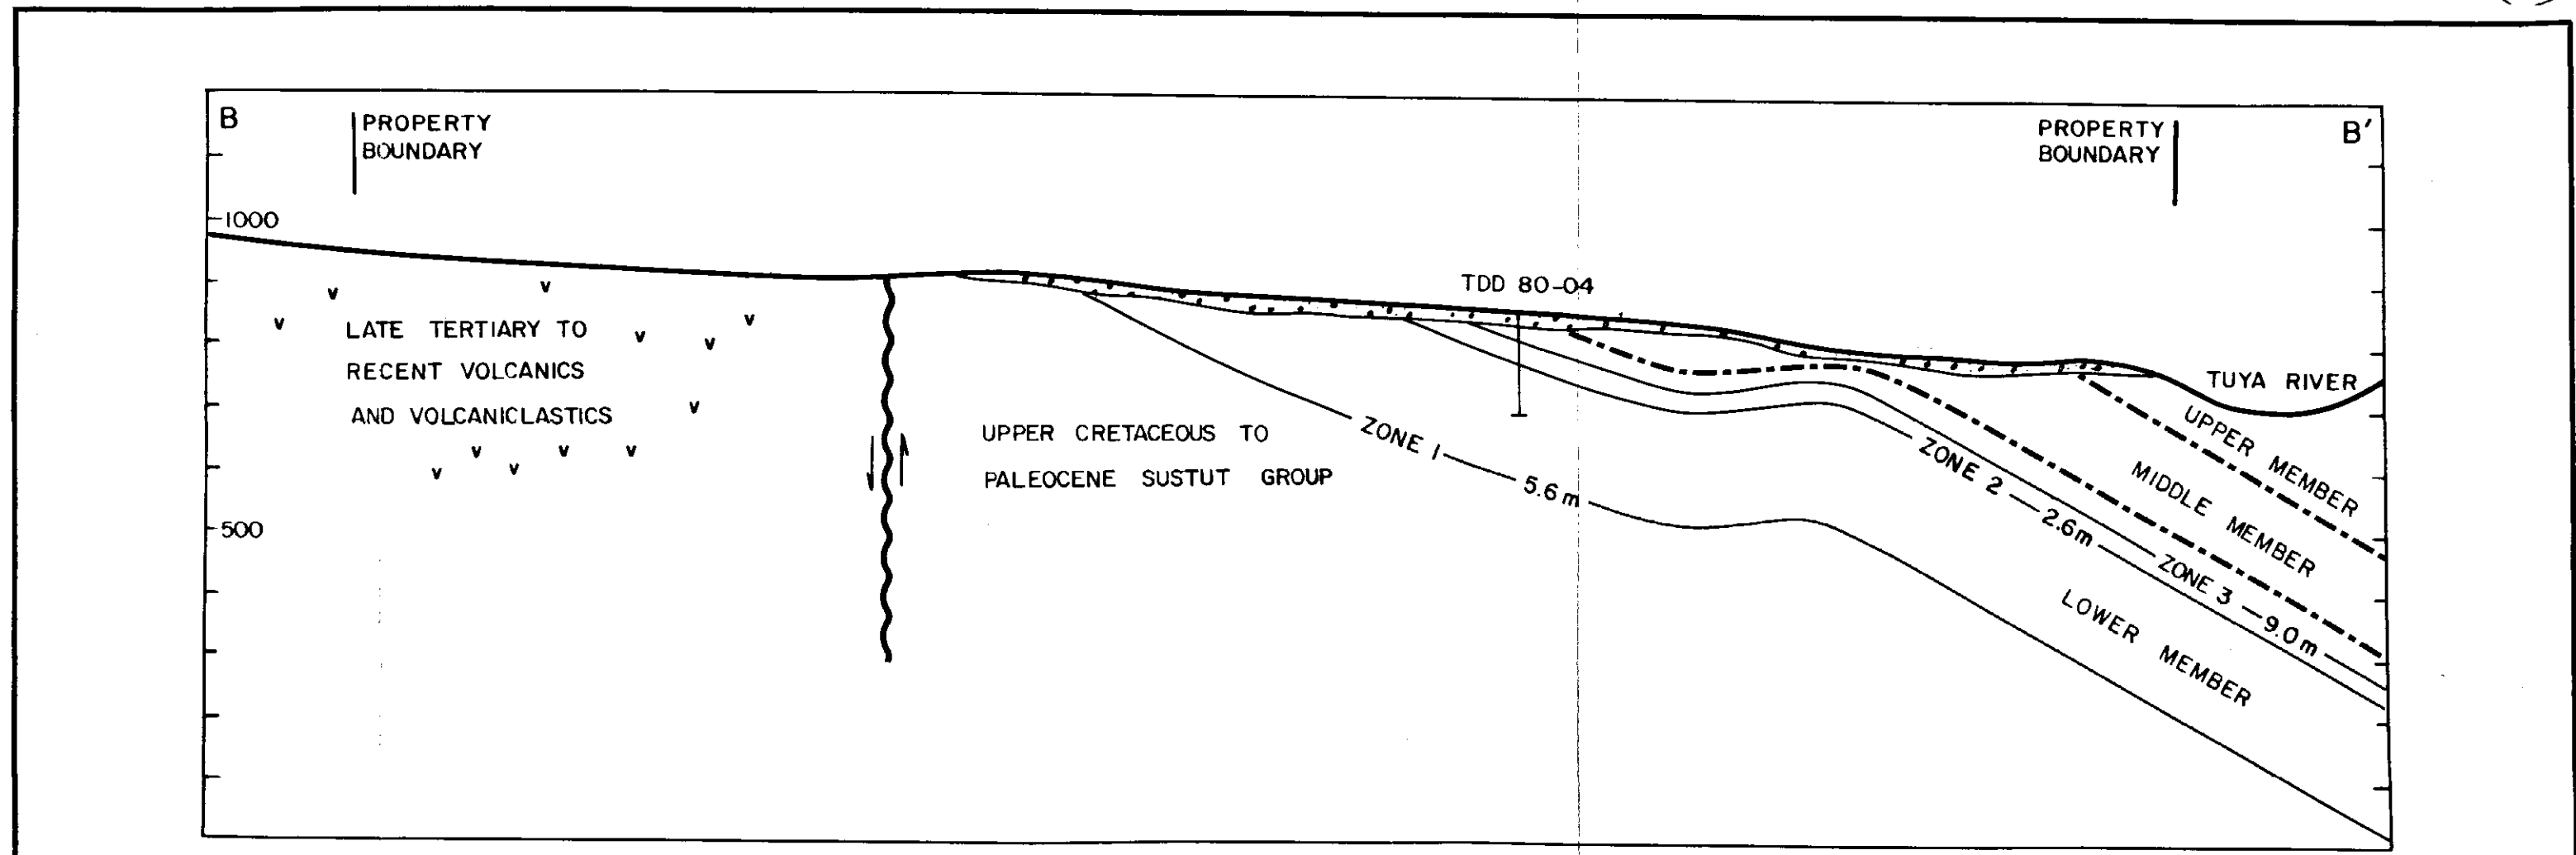 B
PROPERTY
BOUNDARY
PROPERTY
BOUNDARY
B'
1000
TDD 80-04
LATE TERTIARY TO
RECENT VOLCANICS
AND VOLCANICLASTICS
TUYA RIVER
UPPER CRETACEOUS TO
PALEOCENE SUSTUT GROUP
ZONE 1
5.6 m
UPPER MEMBER
ZONE 2
2.6 m
MIDDLE MEMBER
ZONE 3
9.0 m
LOWER MEMBER
500
v
v
v
v
v
v
v
v
v
v
v
v